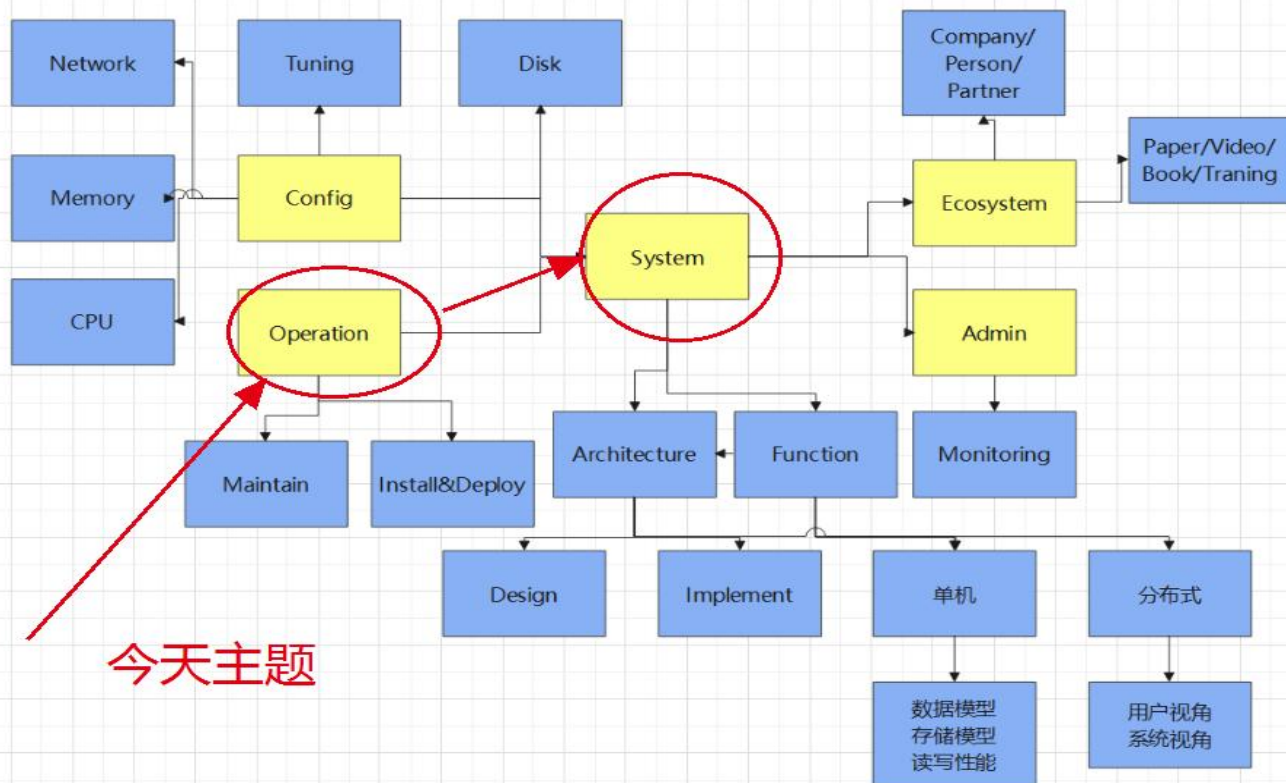 Network
Tuning
Disk
Company/
Person/
Partner
Paper/Video/
Book/Traning
Memory
Config
Ecosystem
System
CPU
Operation
Admin
Maintain
Install&Deploy
Architecture
Function
Monitoring
Design
Implement
单机
分布式
今天主题
数据模型
存储模型
读写性能
用户视角
系统视角